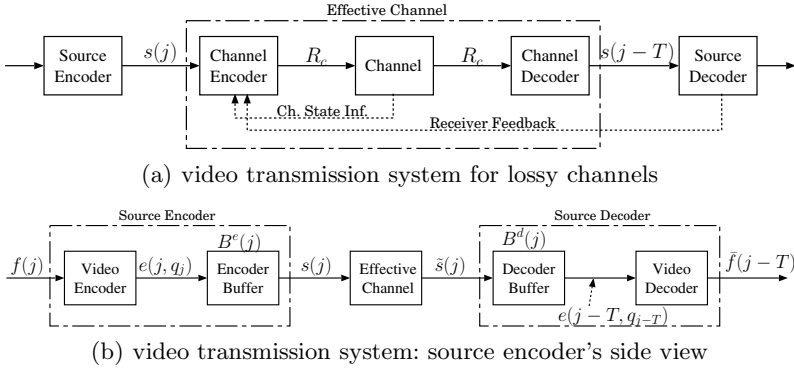 Effective Channel
Source Encoder
s(j)
Channel Encoder
R_c
Channel
R_c
Channel Decoder
s(j − T)
Source Decoder
Ch. State Inf.
Receiver Feedback
(a) video transmission system for lossy channels
Source Encoder
Source Decoder
f(j)
Video Encoder
e(j, q_j)
B^e(j)
Encoder Buffer
s(j)
Effective Channel
s̃(j)
B^d(j)
Decoder Buffer
e(j − T, q_{j−T})
Video Decoder
f̄(j − T)
(b) video transmission system: source encoder's side view